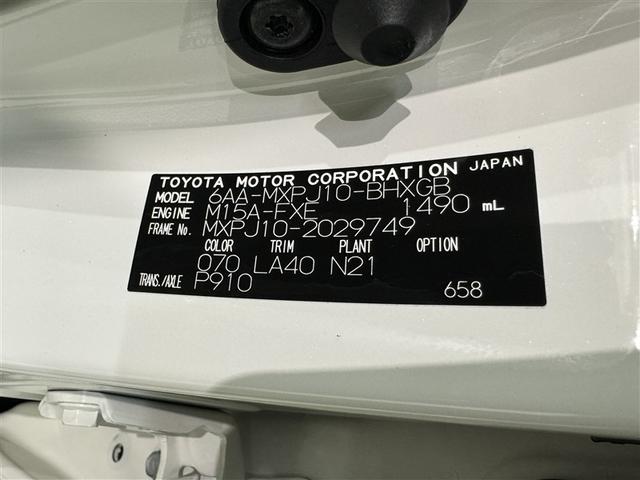 TOYOTA MOTOR CORPORATION JAPAN
MODEL 6AA-MXPJ10-BHXGB
ENGINE M15A-FXE 1490 mL
FRAME No. MXPJ10-2029749
COLOR TRIM PLANT OPTION
070 LA40 N21
TRANS./AXLE P910 658